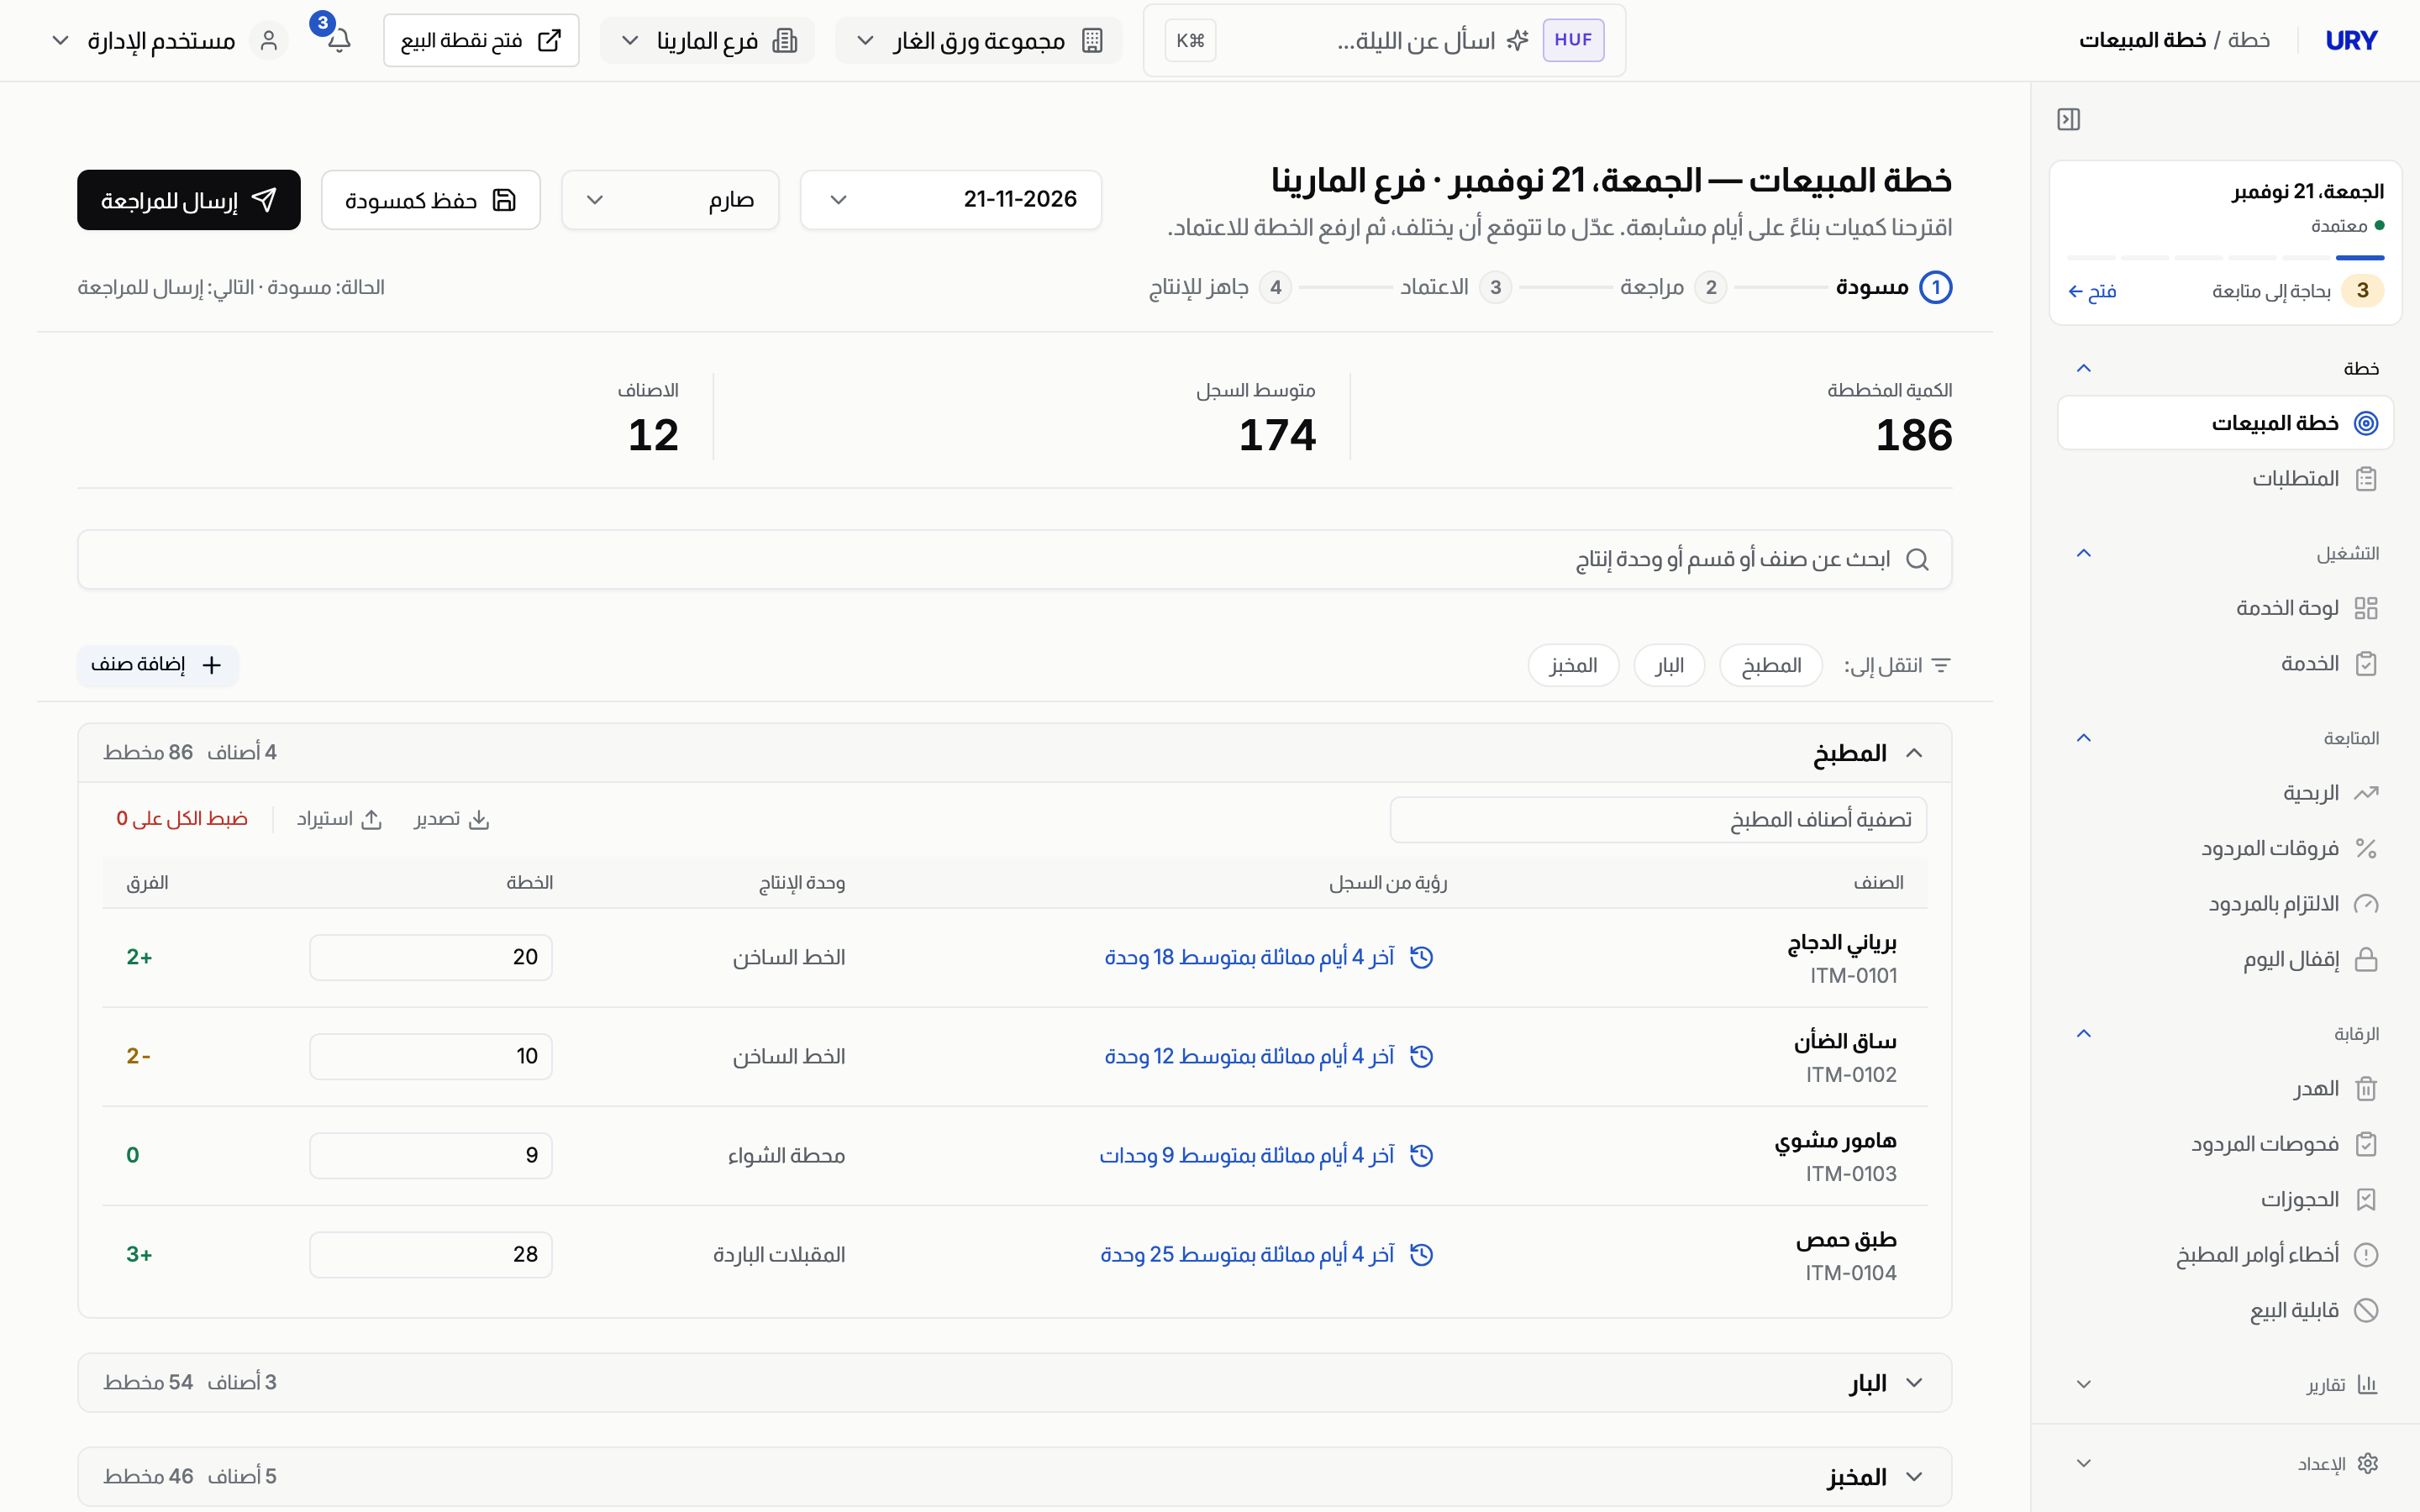 URY
خطة / خطة المبيعات
HUF
اسأل عن الليلة...
⌘K
مجموعة ورق الغار
فرع المارينا
فتح نقطة البيع
3
مستخدم الإدارة
الجمعة، 21 نوفمبر
معتمدة
3 بحاجة إلى متابعة
فتح ←
خطة
خطة المبيعات
المتطلبات
التشغيل
لوحة الخدمة
الخدمة
المتابعة
الربحية
فروقات المردود
الالتزام بالمردود
إقفال اليوم
الرقابة
الهدر
فحوصات المردود
الحجوزات
أخطاء أوامر المطبخ
قابلية البيع
تقارير
الإعداد
خطة المبيعات — الجمعة، 21 نوفمبر · فرع المارينا
اقترحنا كميات بناءً على أيام مشابهة. عدّل ما تتوقع أن يختلف، ثم ارفع الخطة للاعتماد.
21-11-2026
صارم
حفظ كمسودة
إرسال للمراجعة
1 مسودة
2 مراجعة
3 الاعتماد
4 جاهز للإنتاج
الحالة: مسودة · التالي: إرسال للمراجعة
الكمية المخططة
186
متوسط السجل
174
الاصناف
12
ابحث عن صنف أو قسم أو وحدة إنتاج
انتقل إلى:
المطبخ
البار
المخبز
إضافة صنف
المطبخ
4 أصناف 86 مخطط
تصفية أصناف المطبخ
تصدير
استيراد
ضبط الكل على 0
الصنف رؤية من السجل وحدة الإنتاج الخطة الفرق
برياني الدجاج
ITM-0101
آخر 4 أيام مماثلة بمتوسط 18 وحدة
الخط الساخن
20
+2
ساق الضأن
ITM-0102
آخر 4 أيام مماثلة بمتوسط 12 وحدة
الخط الساخن
10
-2
هامور مشوي
ITM-0103
آخر 4 أيام مماثلة بمتوسط 9 وحدات
محطة الشواء
9
0
طبق حمص
ITM-0104
آخر 4 أيام مماثلة بمتوسط 25 وحدة
المقبلات الباردة
28
+3
البار
3 أصناف 54 مخطط
المخبز
5 أصناف 46 مخطط